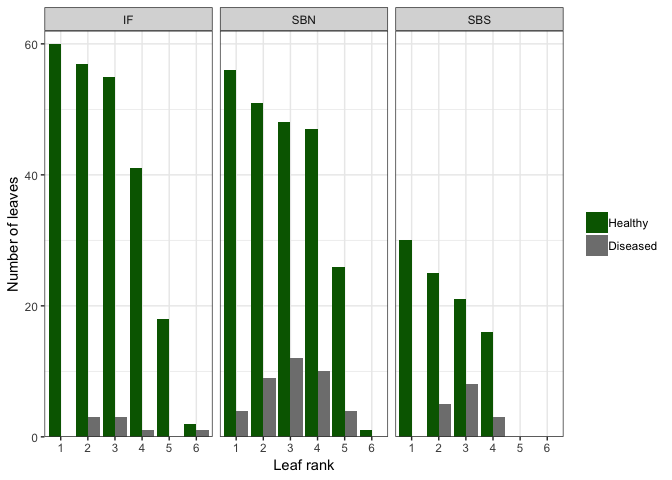 IF SBN SBS
60
40
20
0
Number of leaves
1 2 3 4 5 6 1 2 3 4 5 6 1 2 3 4 5 6
Leaf rank
Healthy
Diseased